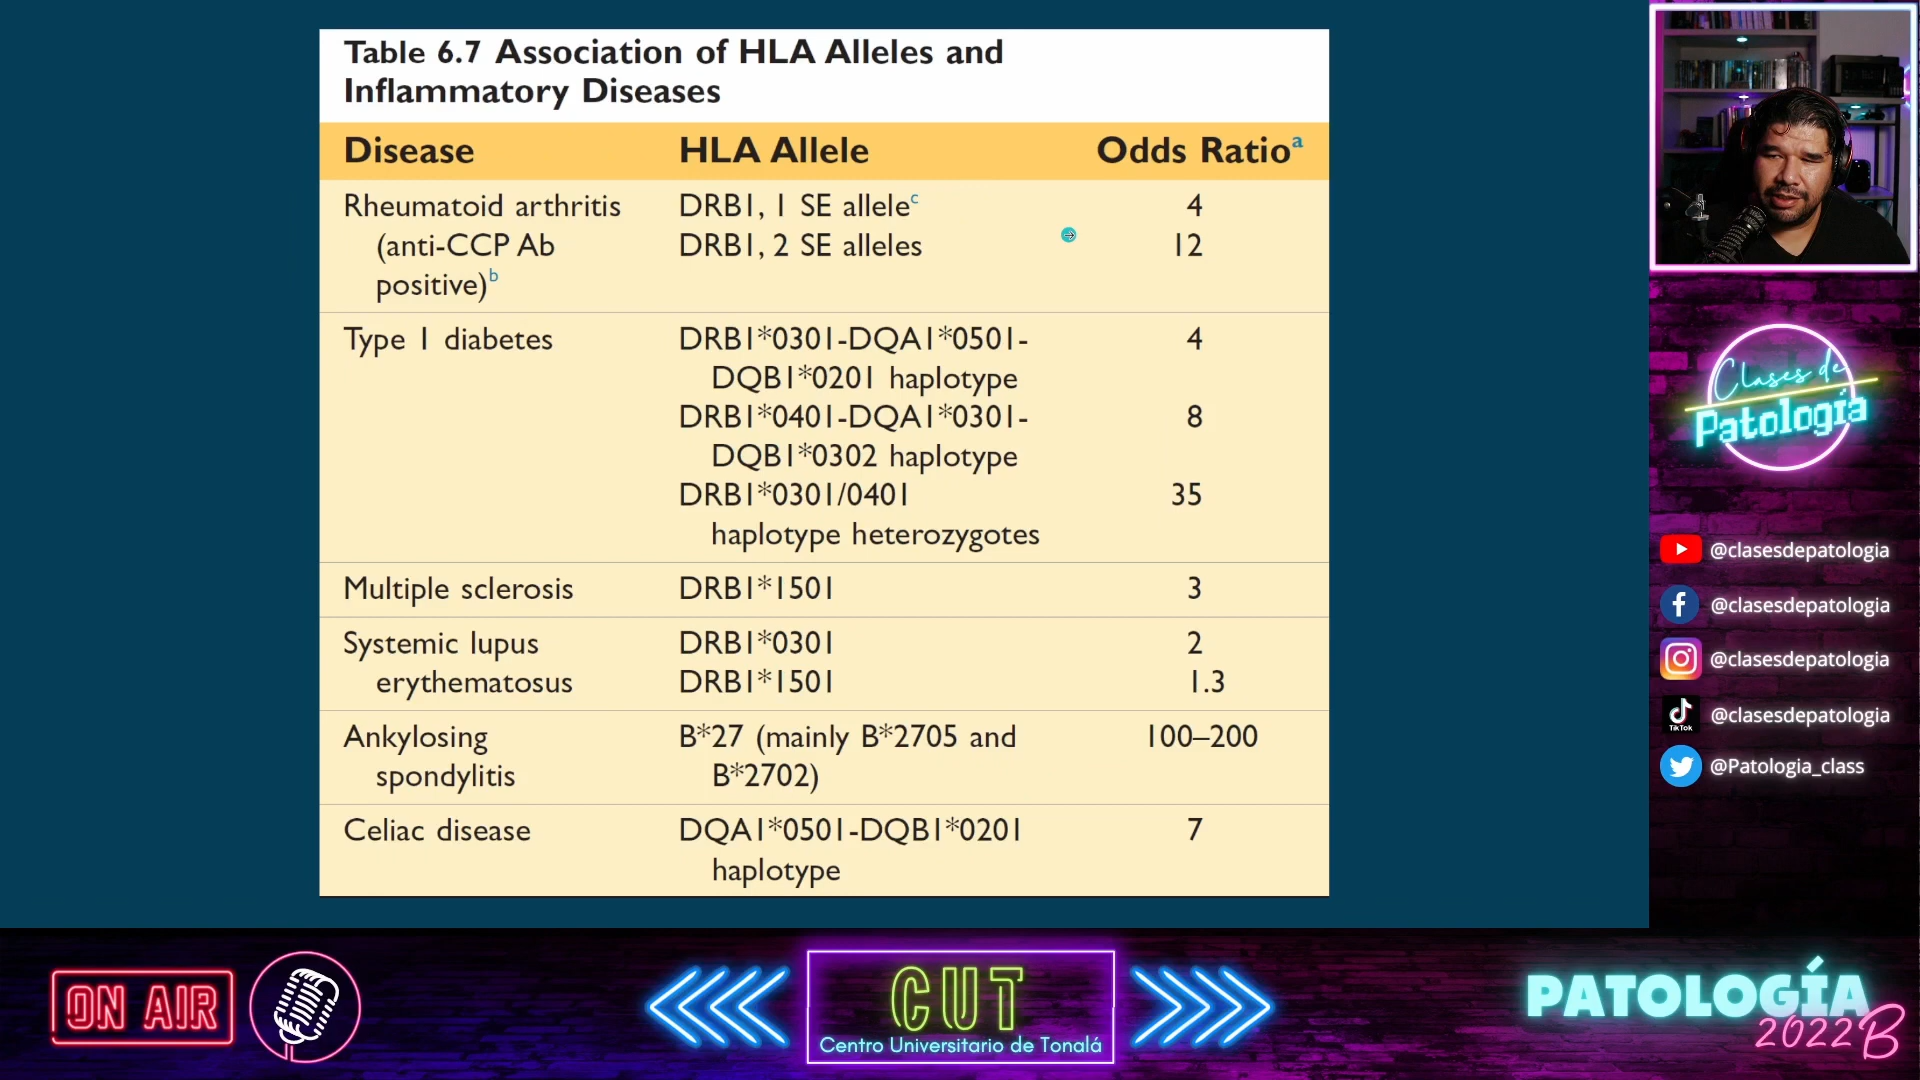 Table 6.7 Association of HLA Alleles and
Inflammatory Diseases
Disease HLA Allele Odds Ratioᵃ
Rheumatoid arthritis DRB1, 1 SE alleleᶜ 4
(anti-CCP Ab DRB1, 2 SE alleles 12
positive)ᵇ
Type 1 diabetes DRB1*0301-DQA1*0501- 4
DQB1*0201 haplotype
DRB1*0401-DQA1*0301- 8
DQB1*0302 haplotype
DRB1*0301/0401 35
haplotype heterozygotes
Multiple sclerosis DRB1*1501 3
Systemic lupus DRB1*0301 2
erythematosus DRB1*1501 1.3
Ankylosing B*27 (mainly B*2705 and 100–200
spondylitis B*2702)
Celiac disease DQA1*0501-DQB1*0201 7
haplotype
Clases de
Patología
@clasesdepatologia
@clasesdepatologia
@clasesdepatologia
TikTok @clasesdepatologia
@Patologia_class
ON AIR
CUT
Centro Universitario de Tonalá
PATOLOGÍA
2022B